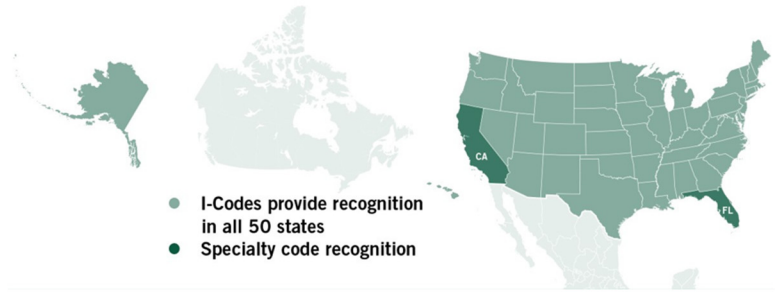 CA
FL
I-Codes provide recognition
in all 50 states
Specialty code recognition